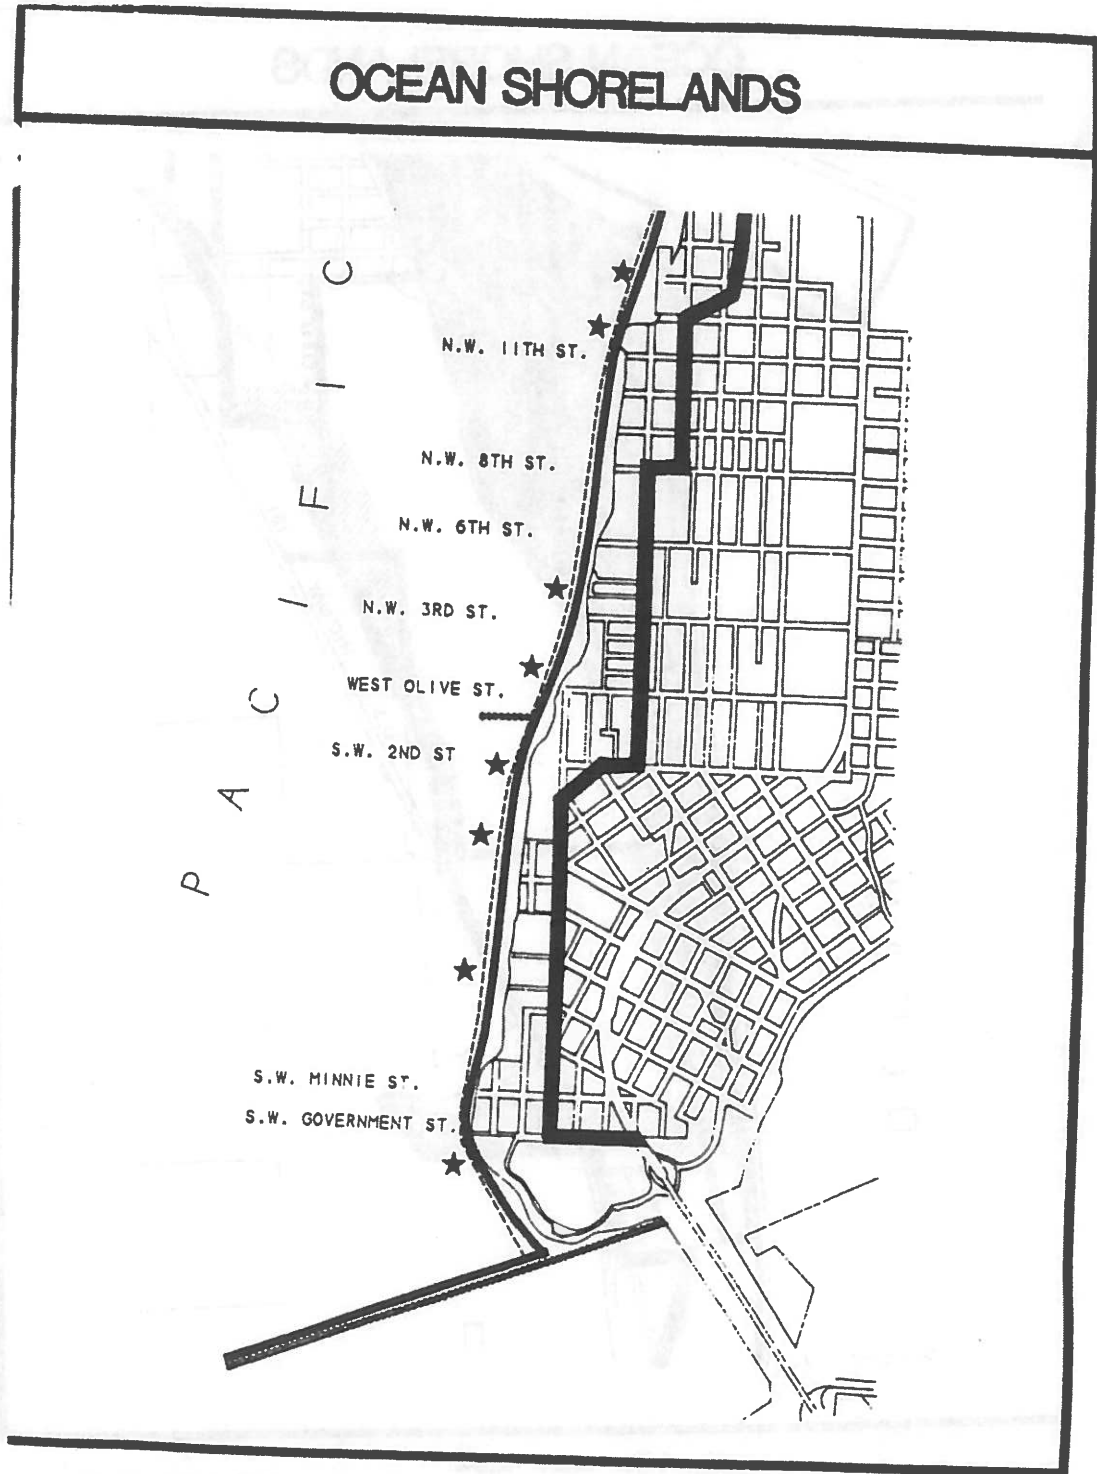 OCEAN SHORELANDS
PACIFIC
N.W. 11TH ST.
N.W. 8TH ST.
N.W. 6TH ST.
N.W. 3RD ST.
WEST OLIVE ST.
S.W. 2ND ST
S.W. MINNIE ST.
S.W. GOVERNMENT ST.